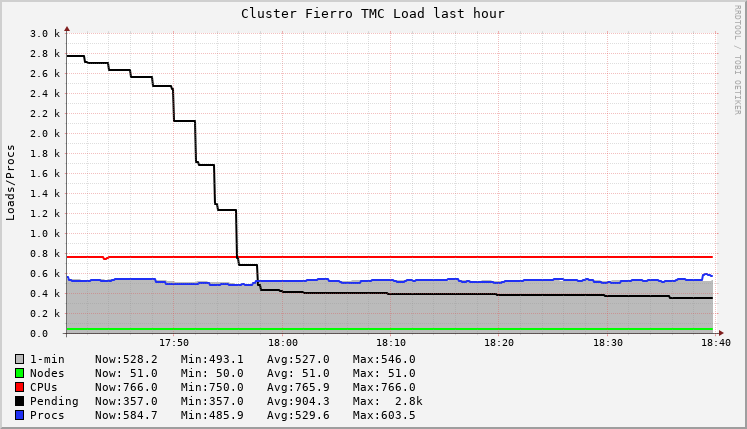 Cluster Fierro TMC Load last hour
RRDTOOL / TOBI OETIKER
Loads/Procs
3.0 k
2.8 k
2.6 k
2.4 k
2.2 k
2.0 k
1.8 k
1.6 k
1.4 k
1.2 k
1.0 k
0.8 k
0.6 k
0.4 k
0.2 k
0.0
17:50 18:00 18:10 18:20 18:30 18:40
1-min Now:528.2 Min:493.1 Avg:527.0 Max:546.0
Nodes Now: 51.0 Min: 50.0 Avg: 51.0 Max: 51.0
CPUs Now:766.0 Min:750.0 Avg:765.9 Max:766.0
Pending Now:357.0 Min:357.0 Avg:904.3 Max: 2.8k
Procs Now:584.7 Min:485.9 Avg:529.6 Max:603.5